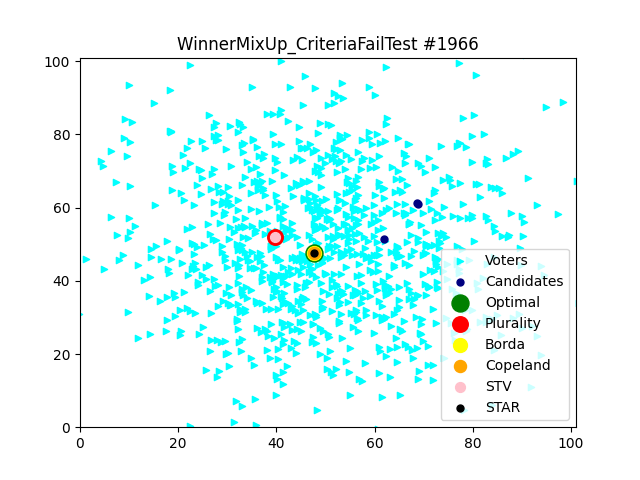 WinnerMixUp_CriteriaFailTest #1966
100
80
60
40
20
0
0
20
40
60
80
100
Voters
Candidates
Optimal
Plurality
Borda
Copeland
STV
STAR